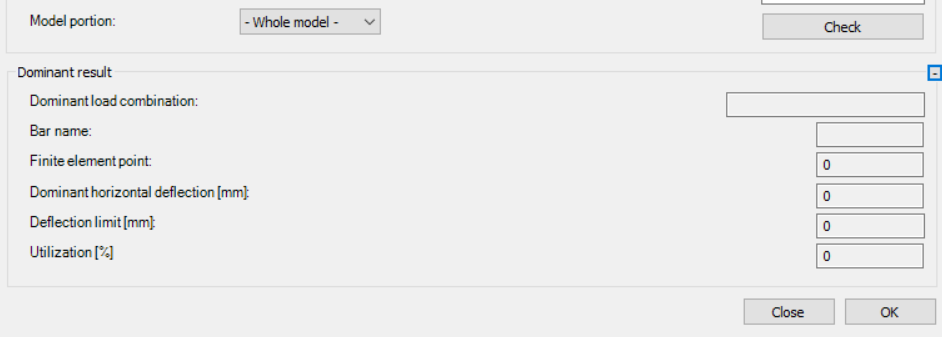 Model portion:
- Whole model -
Check
Dominant result
-
Dominant load combination:
Bar name:
Finite element point:
0
Dominant horizontal deflection [mm]:
0
Deflection limit [mm]:
0
Utilization [%]
0
Close
OK